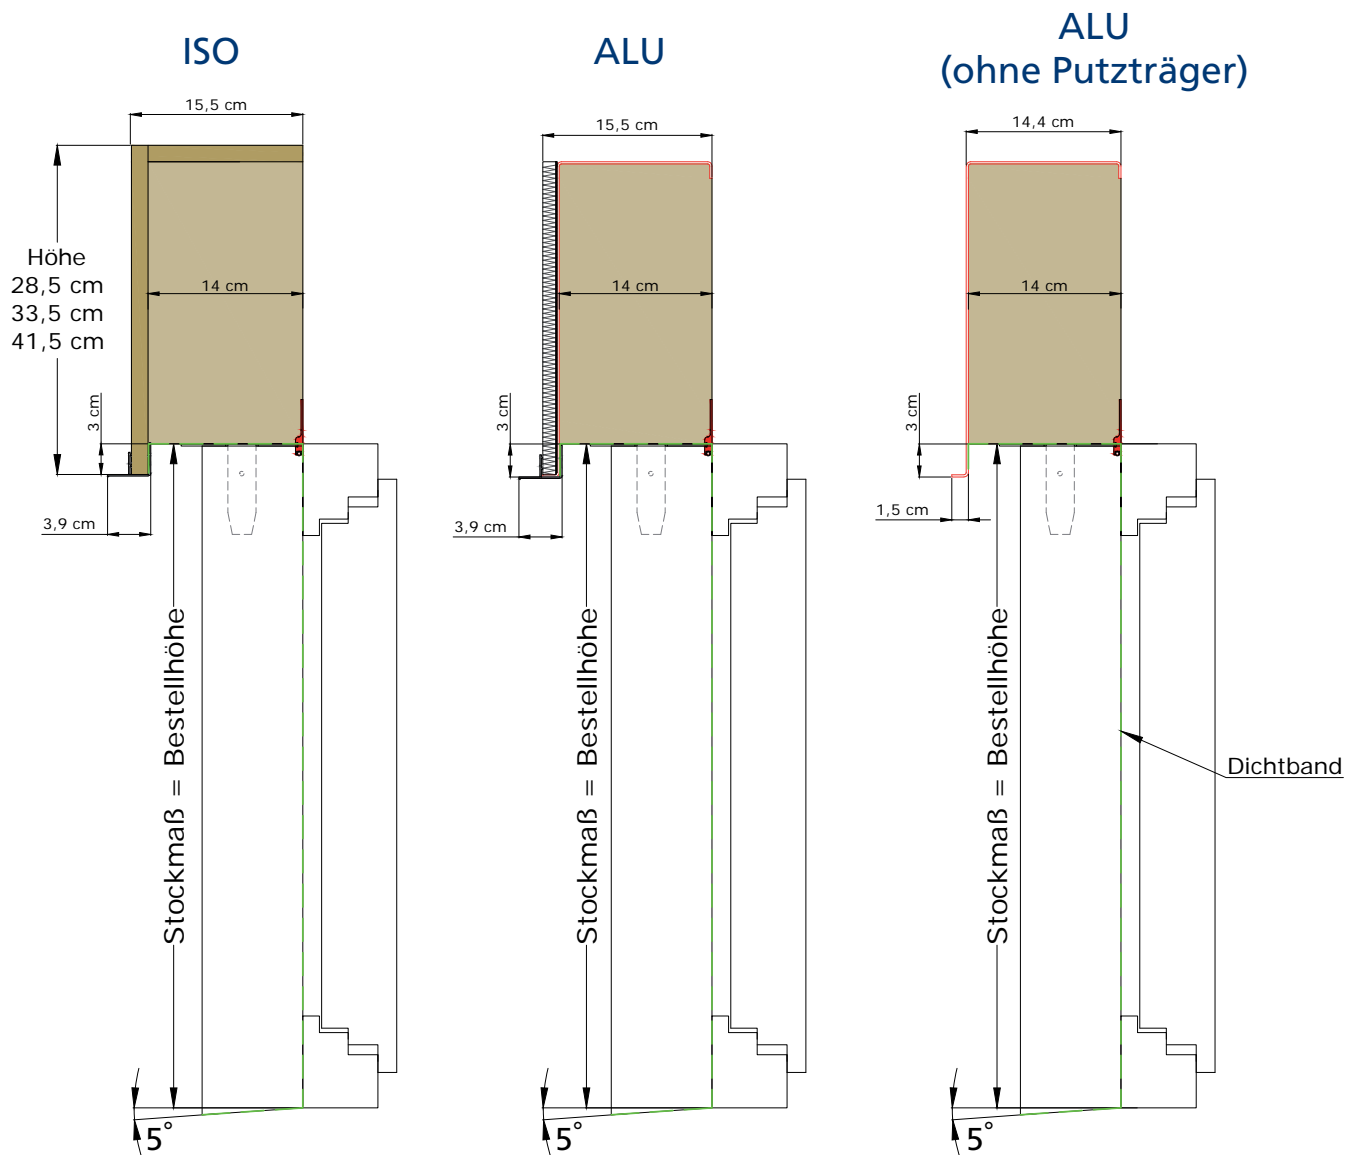 ISO
15,5 cm
Höhe
28,5 cm
33,5 cm
41,5 cm
14 cm
3 cm
3,9 cm
Stockmaß = Bestellhöhe
5°
ALU
15,5 cm
14 cm
3 cm
3,9 cm
Stockmaß = Bestellhöhe
5°
ALU
(ohne Putzträger)
14,4 cm
14 cm
3 cm
1,5 cm
Stockmaß = Bestellhöhe
Dichtband
5°